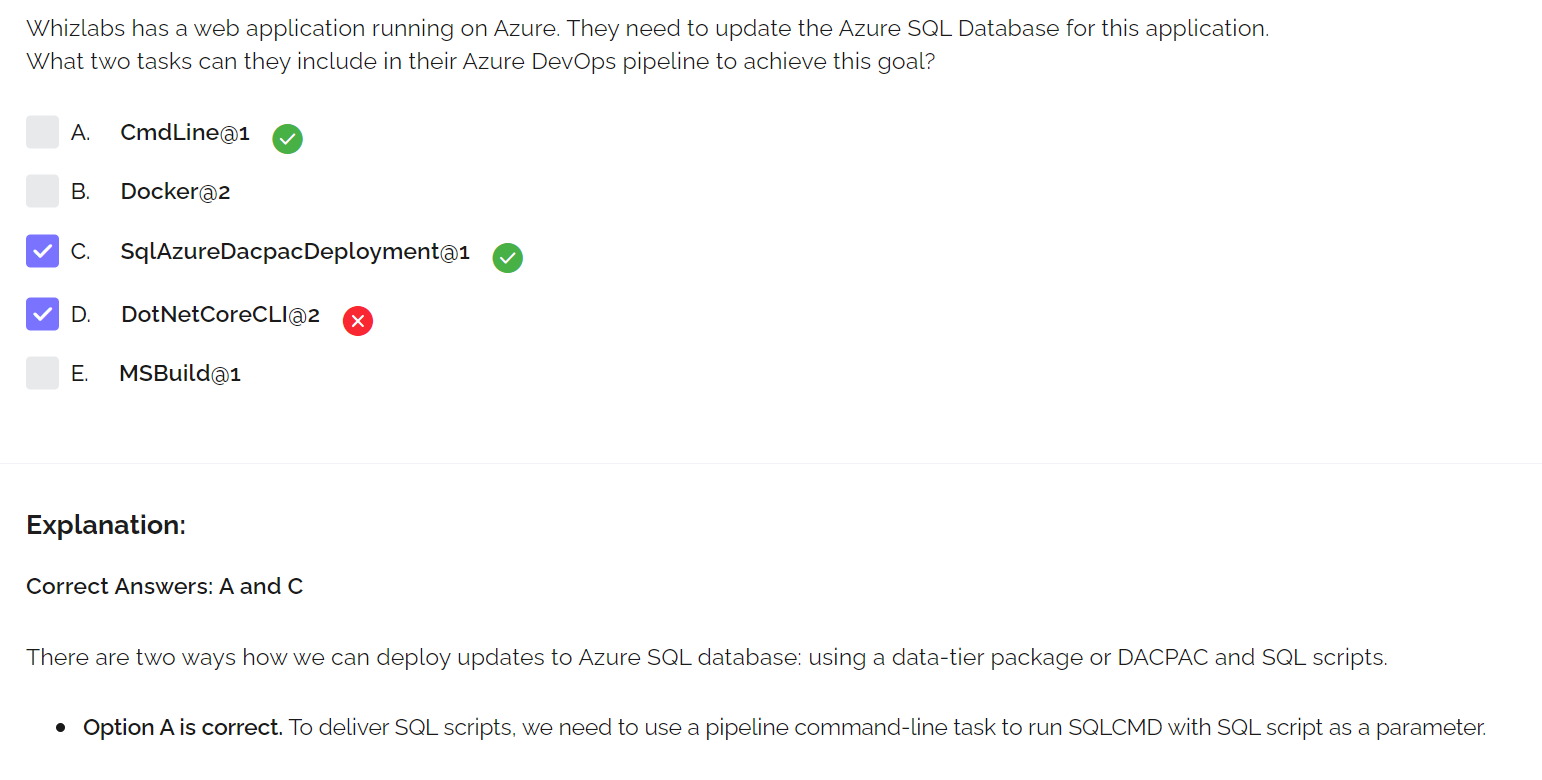 Whizlabs has a web application running on Azure. They need to update the Azure SQL Database for this application.
What two tasks can they include in their Azure DevOps pipeline to achieve this goal?
A. CmdLine@1
B. Docker@2
C. SqlAzureDacpacDeployment@1
D. DotNetCoreCLI@2
E. MSBuild@1
Explanation:
Correct Answers: A and C
There are two ways how we can deploy updates to Azure SQL database: using a data-tier package or DACPAC and SQL scripts.
• Option A is correct. To deliver SQL scripts, we need to use a pipeline command-line task to run SQLCMD with SQL script as a parameter.